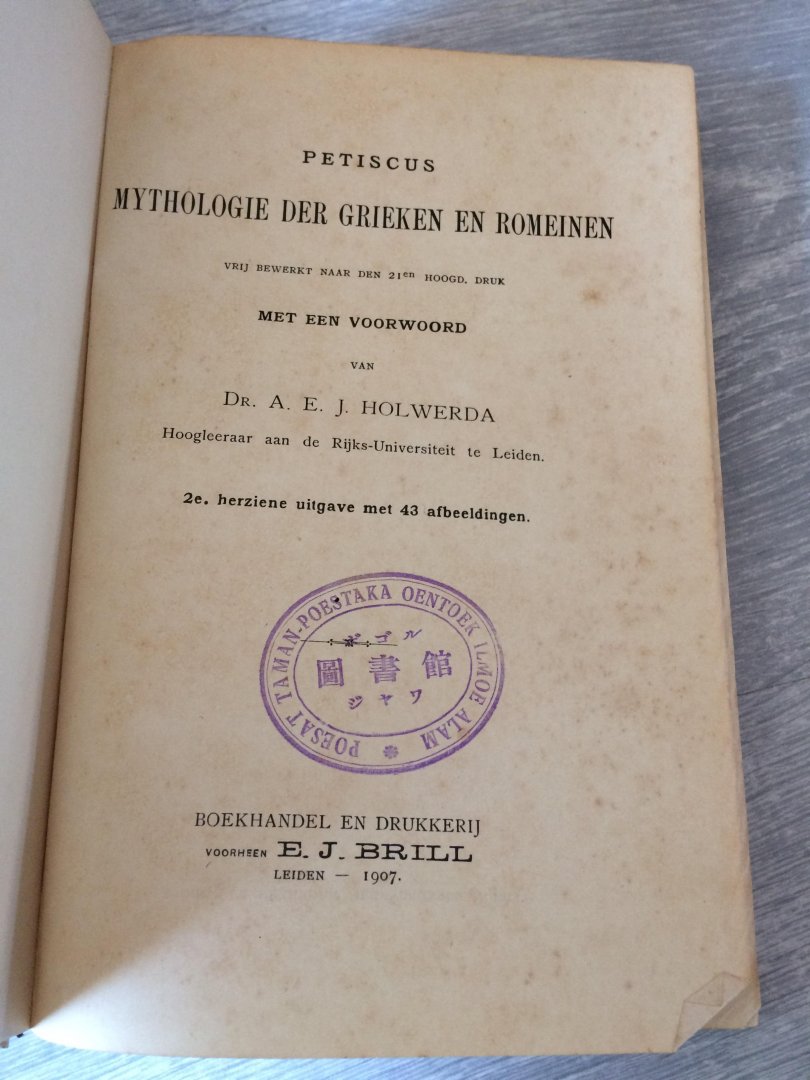 PETISCUS
MYTHOLOGIE DER GRIEKEN EN ROMEINEN
VRIJ BEWERKT NAAR DEN 21en HOOGD. DRUK
MET EEN VOORWOORD
VAN
DR. A. E. J. HOLWERDA
Hoogleeraar aan de Rijks-Universiteit te Leiden.
2e. herziene uitgave met 43 afbeeldingen.
POESAT TAMAN-POESTAKA OENTOEK ILMOE ALAM
ボゴル
圖書館
ジャワ
BOEKHANDEL EN DRUKKERIJ
VOORHEEN E. J. BRILL
LEIDEN — 1907.